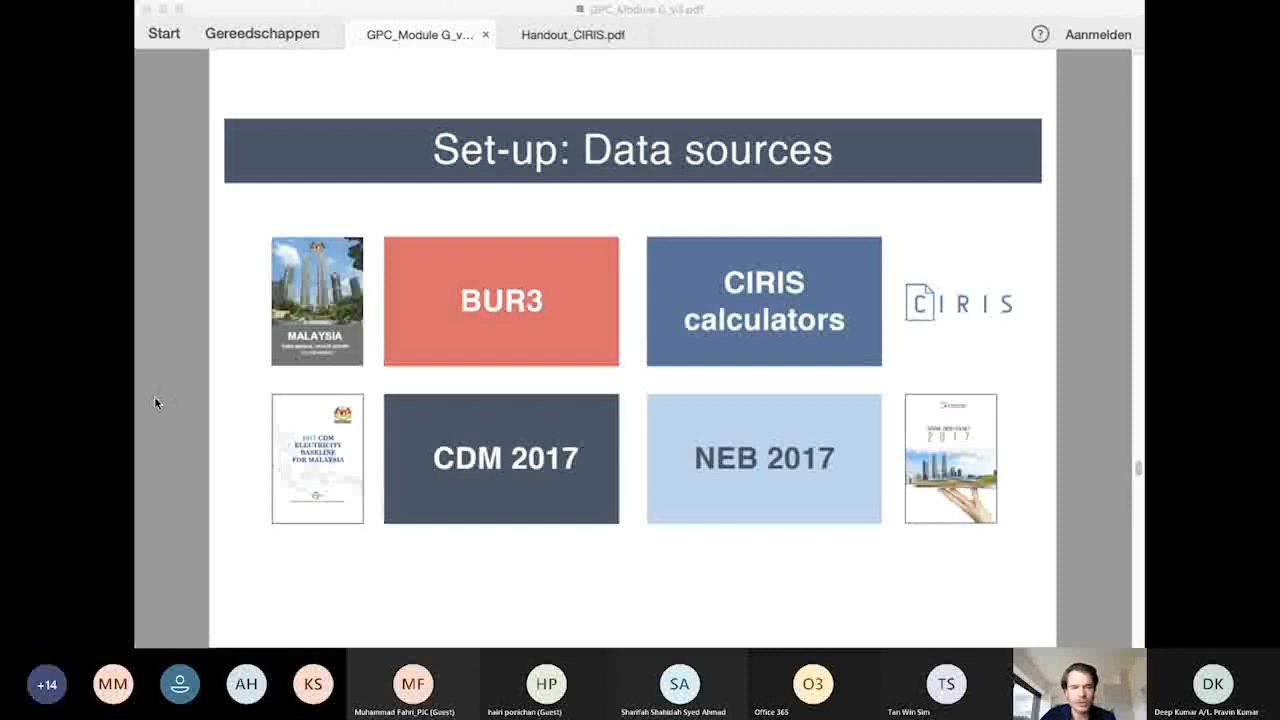 GPC_Module G_v3.pdf
Start
Gereedschappen
GPC_Module G_v...
Handout_CIRIS.pdf
Aanmelden
Set-up: Data sources
MALAYSIA
BUR3
CIRIS
calculators
CIRIS
2017 CDM
ELECTRICITY
BASELINE
FOR MALAYSIA
CDM 2017
NEB 2017
2017
+14
MM
AH
KS
MF
Muhammad Fahri_PJC (Guest)
HP
hairi ponichan (Guest)
SA
Sharifah Shahidah Syed Ahmad
O3
Office 365
TS
Tan Win Sim
DK
Deep Kumar A/L. Pravin Kumar